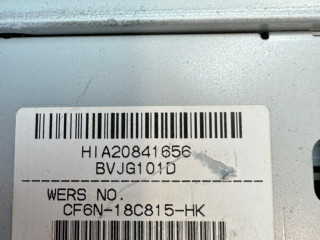 HIA20841656
BVJG101D
WERS NO.
CF6N-18C815-HK